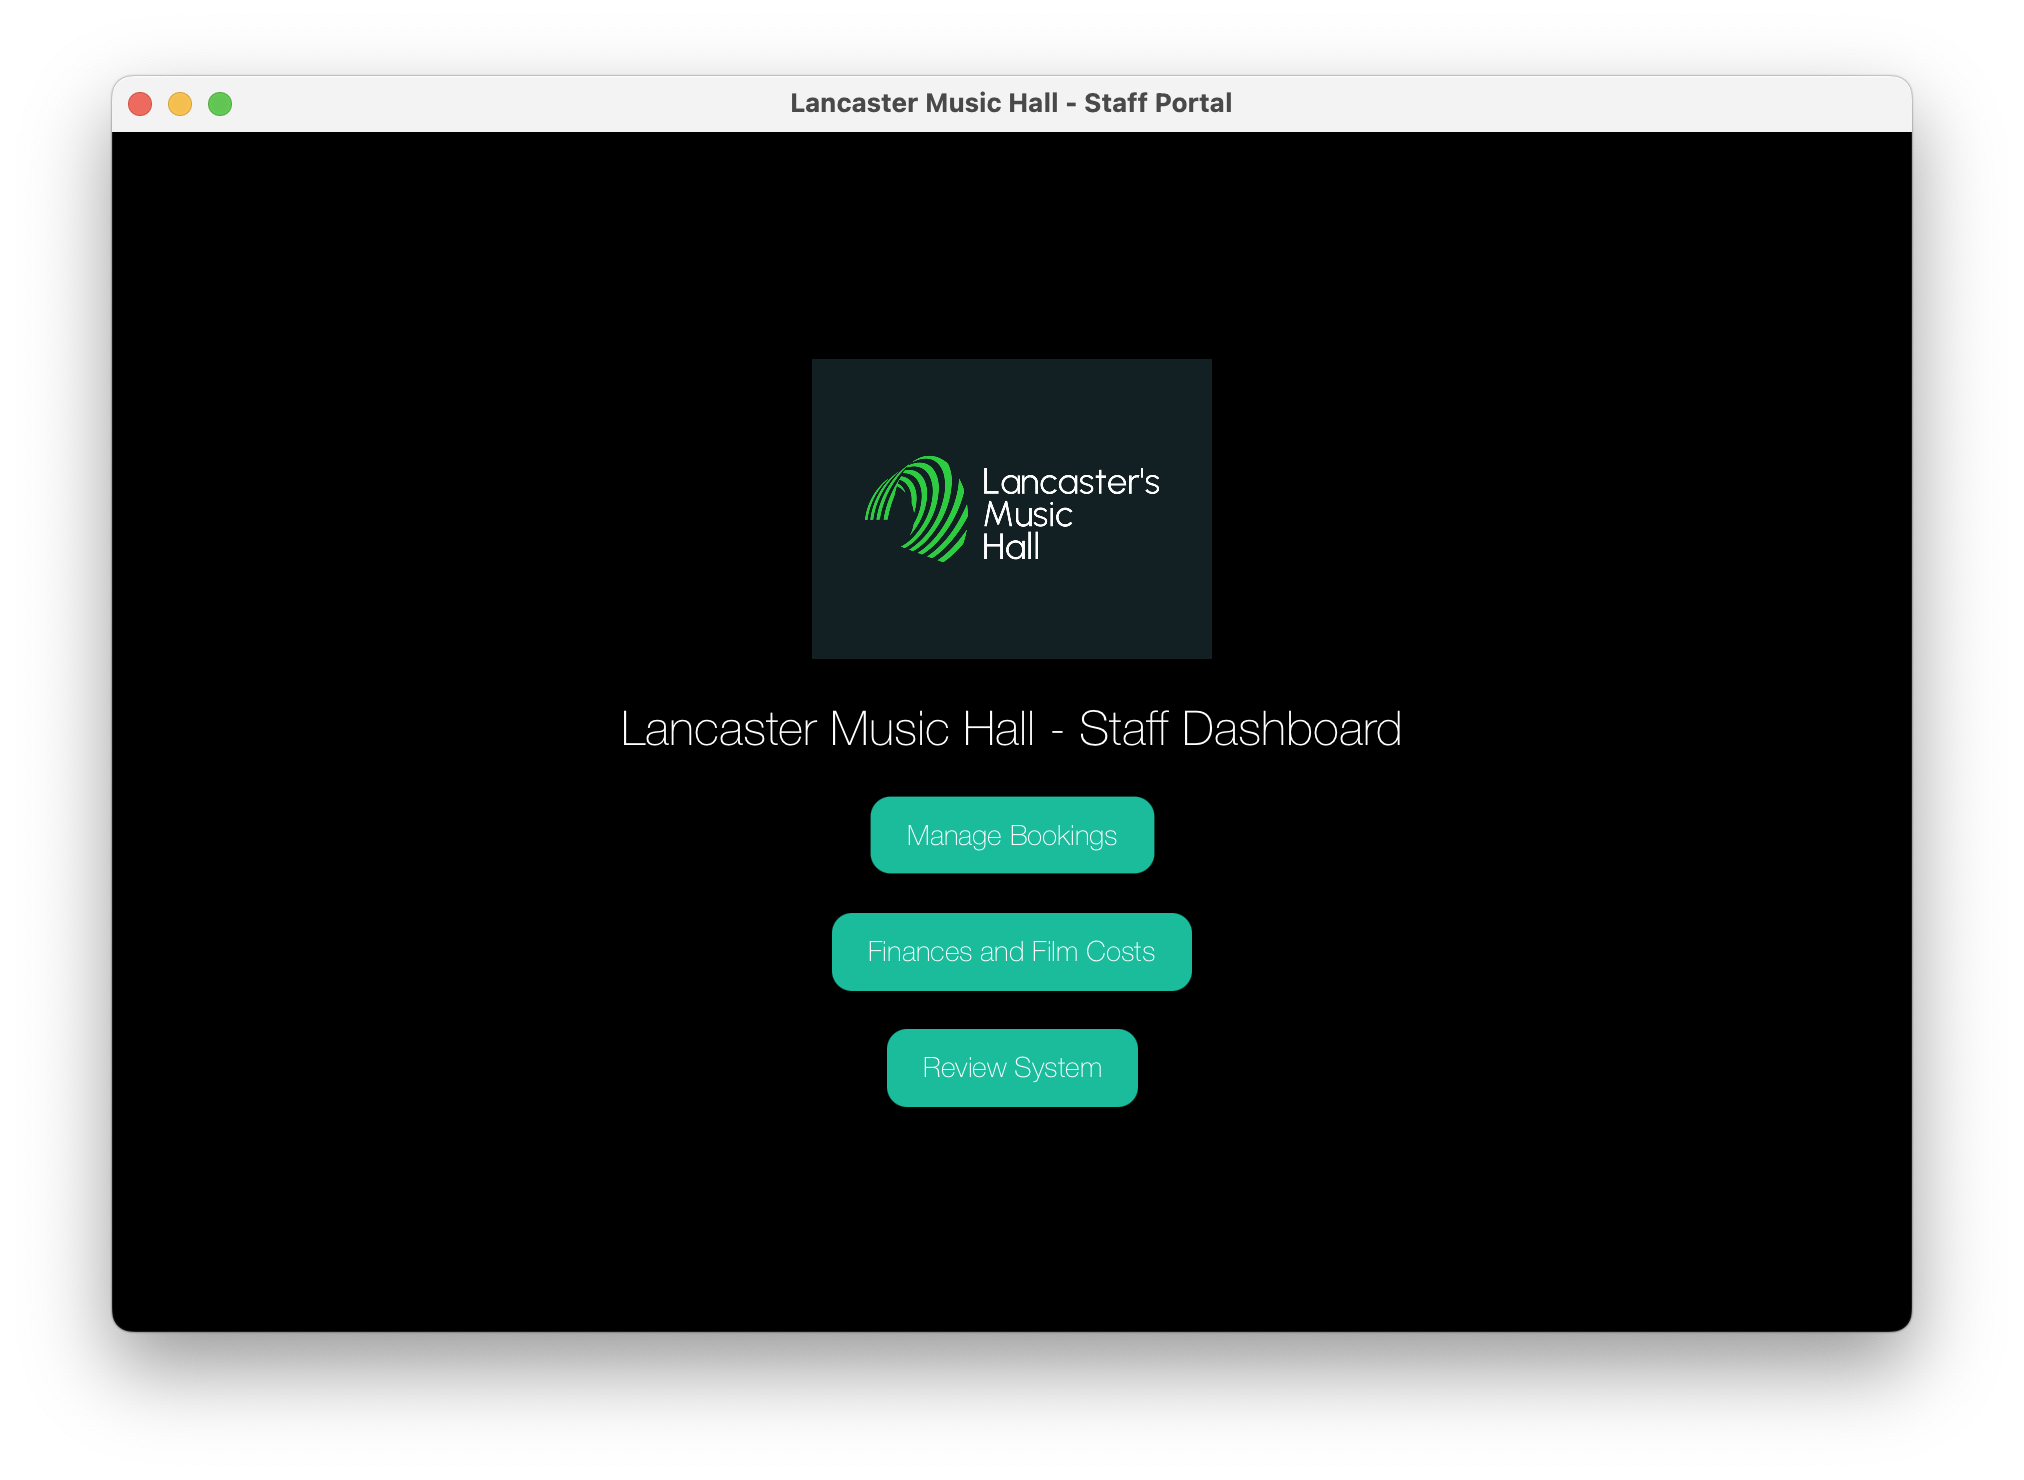 Lancaster Music Hall - Staff Portal
Lancaster's
Music
Hall
Lancaster Music Hall - Staff Dashboard
Manage Bookings
Finances and Film Costs
Review System